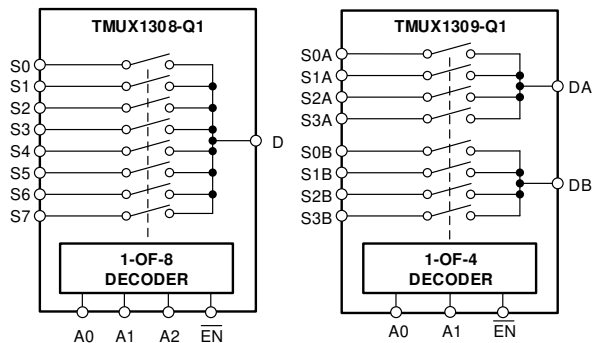 TMUX1308-Q1
S0
S1
S2
S3
S4
S5
S6
S7
D
1-OF-8
DECODER
A0 A1 A2 EN
TMUX1309-Q1
S0A
S1A
S2A
S3A
DA
S0B
S1B
S2B
S3B
DB
1-OF-4
DECODER
A0 A1 EN